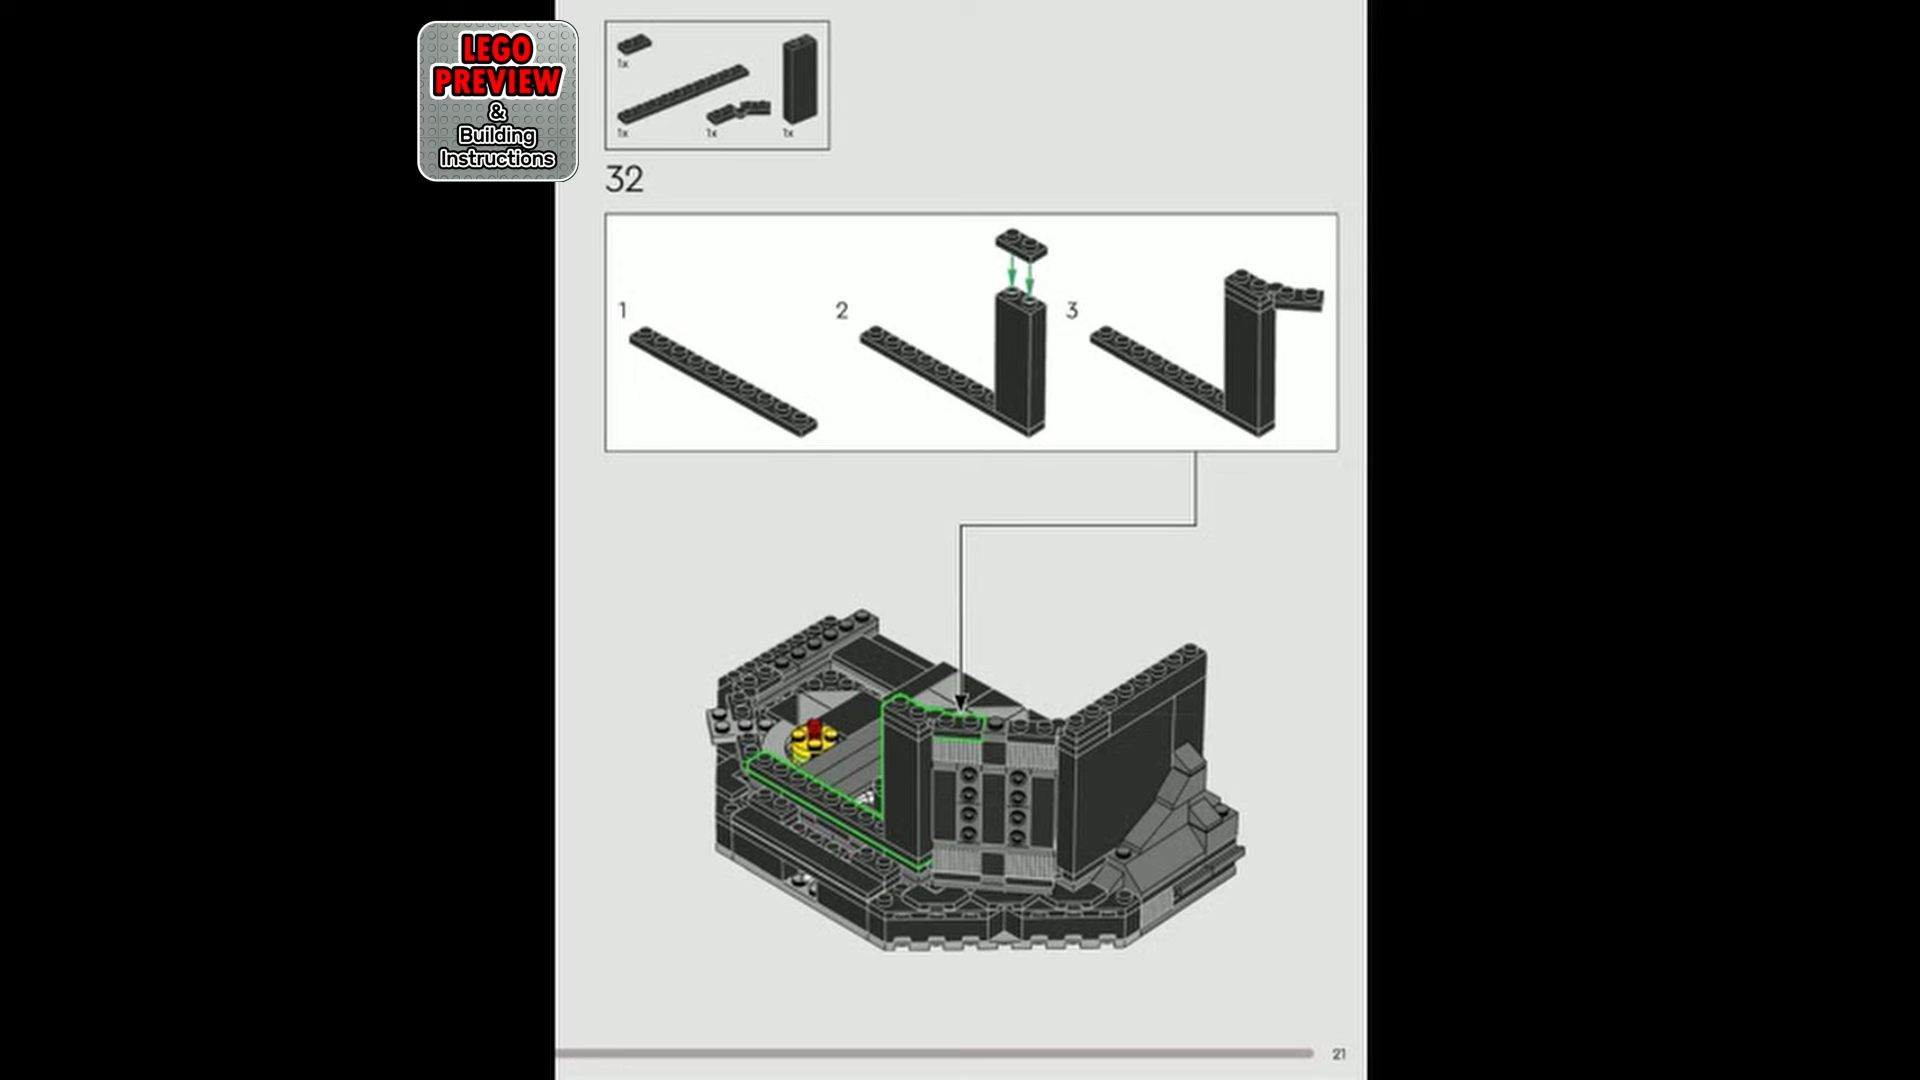 LEGO
PREVIEW
&
Building
Instructions
1x
1x
1x
1x
32
1
2
3
21